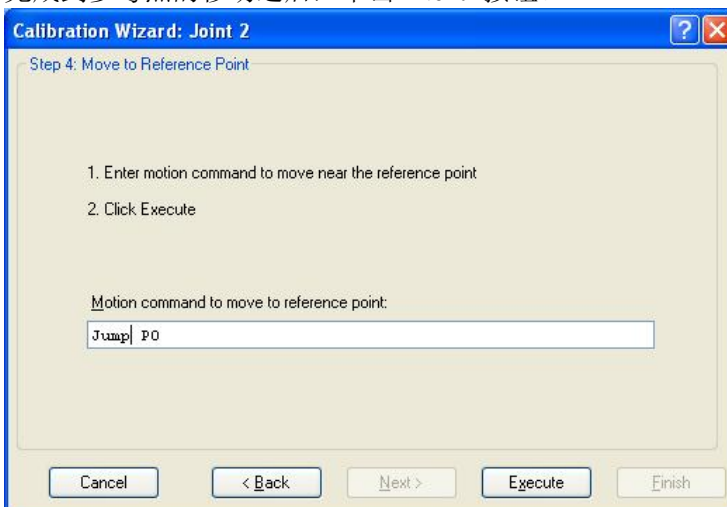 Calibration Wizard: Joint 2
Step 4: Move to Reference Point
1. Enter motion command to move near the reference point
2. Click Execute
Motion command to move to reference point:
Jump P0
Cancel
< Back
Next >
Execute
Finish